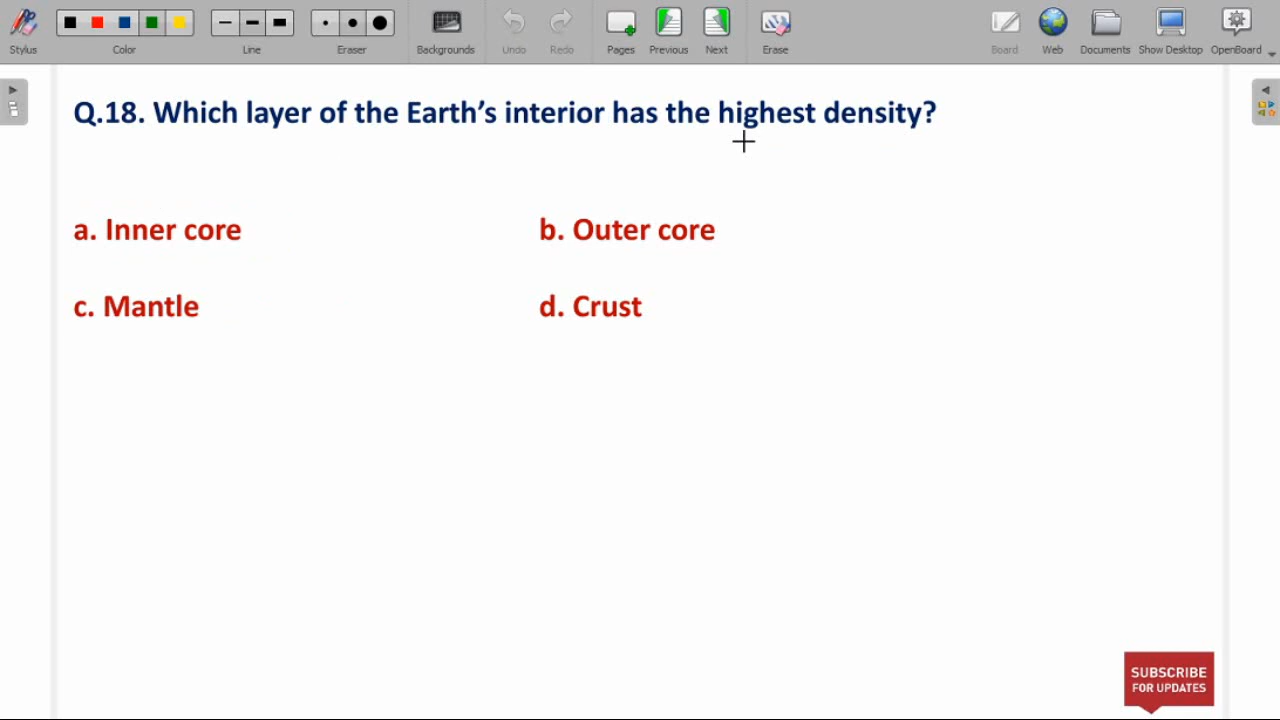 Stylus Color Line Eraser Backgrounds Undo Redo Pages Previous Next Erase Board Web Documents Show Desktop OpenBoard
Q.18. Which layer of the Earth’s interior has the highest density?
a. Inner core b. Outer core
c. Mantle d. Crust
SUBSCRIBE
FOR UPDATES